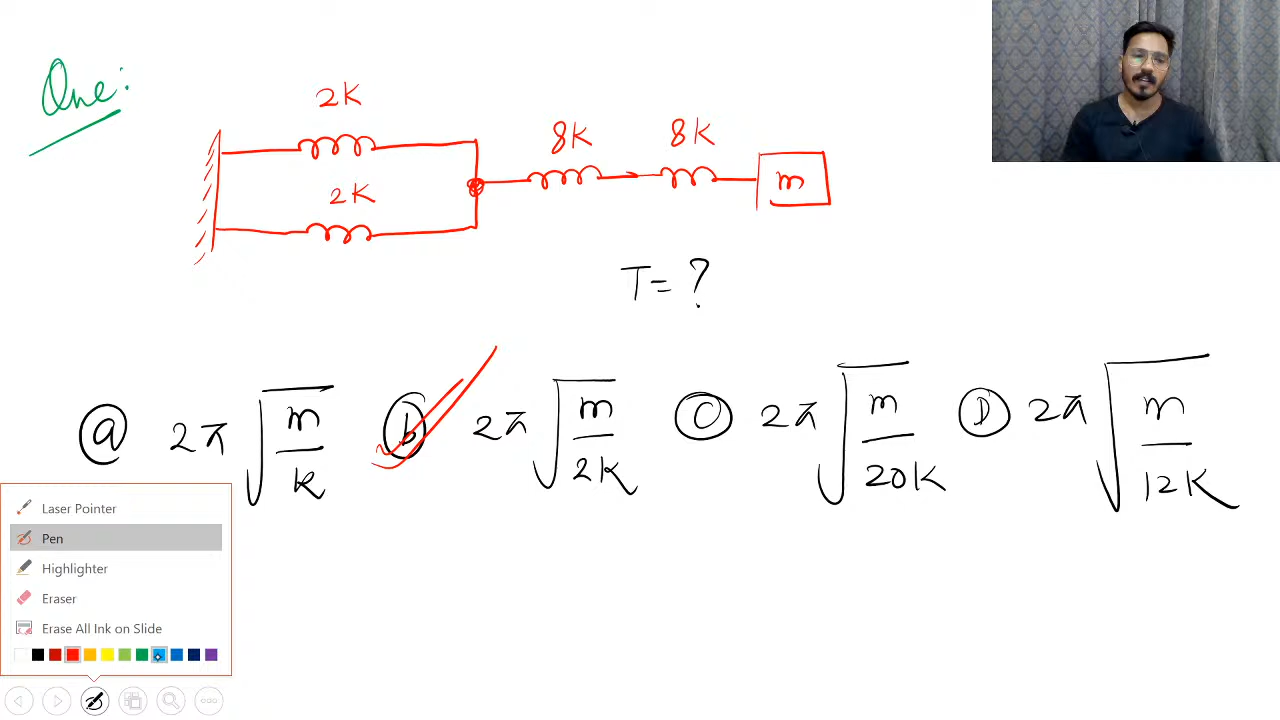 One:
2K
8K 8K
2K
m
T = ?
ⓐ 2π √m/k ⓑ 2π √m/2K Ⓒ 2π √m/20K Ⓓ 2π √m/12K
Laser Pointer
Pen
Highlighter
Eraser
Erase All Ink on Slide